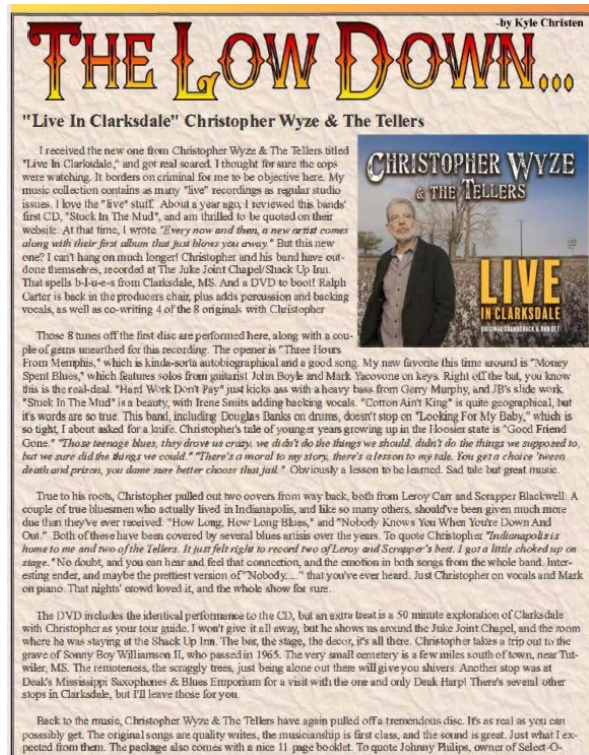 -by Kyle Christen
THE LOW DOWN...
"Live In Clarksdale" Christopher Wyze & The Tellers
I received the new one from Christopher Wyze & The Tellers titled
"Live In Clarksdale," and got real scared. I thought for sure the cops
were watching. It borders on criminal for me to be objective here. My
music collection contains as many "live" recordings as regular studio
issues. I love the "live" stuff. About a year ago, I reviewed this bands'
first CD, "Stuck In The Mud", and am thrilled to be quoted on their
website. At that time, I wrote "Every now and then, a new artist comes
along with their first album that just blows you away." But this new
one? I can't hang on much longer! Christopher and his band have out-
done themselves, recorded at The Juke Joint Chapel/Shack Up Inn.
That spells b-l-u-e-s from Clarksdale, MS. And a DVD to boot! Ralph
Carter is back in the producers chair, plus adds percussion and backing
vocals, as well as co-writing 4 of the 8 originals with Christopher
CHRISTOPHER WYZE
& THE TELLERS
LIVE
IN CLARKSDALE
ORIGINAL SOUNDTRACK & DVD SET
Those 8 tunes off the first disc are performed here, along with a cou-
ple of gems unearthed for this recording. The opener is "Three Hours
From Memphis," which is kinda-sorta autobiographical and a good song. My new favorite this time around is "Money
Spent Blues," which features solos from guitarist John Boyle and Mark Yacovone on keys. Right off the bat, you know
this is the real-deal. "Hard Work Don't Pay" just kicks ass with a heavy bass from Gerry Murphy, and JB's slide work.
"Stuck In The Mud" is a beauty, with Irene Smits adding backing vocals. "Cotton Ain't King" is quite geographical, but
it's words are so true. This band, including Douglas Banks on drums, doesn't stop on "Looking For My Baby," which is
so tight, I about asked for a knife. Christopher's tale of younger years growing up in the Hoosier state is "Good Friend
Gone." "Those teenage blues, they drove us crazy, we didn't do the things we should, didn't do the things we supposed to,
but we sure did the things we could." "There's a moral to my story, there's a lesson to my tale. You get a choice 'tween
death and prison, you dame sure better choose that jail." Obviously a lesson to be learned. Sad tale but great music.
True to his roots, Christopher pulled out two covers from way back, both from Leroy Carr and Scrapper Blackwell. A
couple of true bluesmen who actually lived in Indianapolis, and like so many others, should've been given much more
due than they've ever received. "How Long, How Long Blues," and "Nobody Knows You When You're Down And
Out." Both of these have been covered by several blues artists over the years. To quote Christopher "Indianapolis is
home to me and two of the Tellers. It just felt right to record two of Leroy and Scrapper's best. I got a little choked up on
stage." No doubt, and you can hear and feel that connection, and the emotion in both songs from the whole band. Inter-
esting ender, and maybe the prettiest version of "Nobody....." that you've ever heard. Just Christopher on vocals and Mark
on piano. That nights' crowd loved it, and the whole show for sure.
The DVD includes the identical performance to the CD, but an extra treat is a 50 minute exploration of Clarksdale
with Christopher as your tour guide. I won't give it all away, but he shows us around the Juke Joint Chapel, and the room
where he was staying at the Shack Up Inn. The bar, the stage, the decor, it's all there. Christopher takes a trip out to the
grave of Sonny Boy Williamson II, who passed in 1965. The very small cemetery is a few miles south of town, near Tut-
wiler, MS. The remoteness, the scraggly trees, just being alone out there will give you shivers. Another stop was at
Deak's Mississippi Saxophones & Blues Emporium for a visit with the one and only Deak Harp! There's several other
stops in Clarksdale, but I'll leave those for you.
Back to the music, Christopher Wyze & The Tellers have again pulled off a tremendous disc. It's as real as you can
posssibly get. The original songs are quality writes, the musicianship is first class, and the sound is great. Just what I ex-
pected from them. The package also comes with a nice 11 page booklet. To quote Johnny Philips, owner of Select-O-